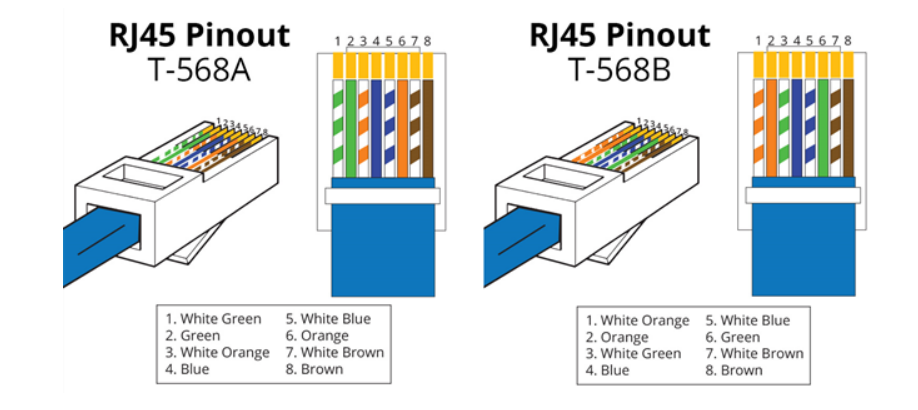 RJ45 Pinout
T-568A
1 2 3 4 5 6 7 8
12345678
1. White Green
2. Green
3. White Orange
4. Blue
5. White Blue
6. Orange
7. White Brown
8. Brown
RJ45 Pinout
T-568B
1 2 3 4 5 6 7 8
12345678
1. White Orange
2. Orange
3. White Green
4. Blue
5. White Blue
6. Green
7. White Brown
8. Brown